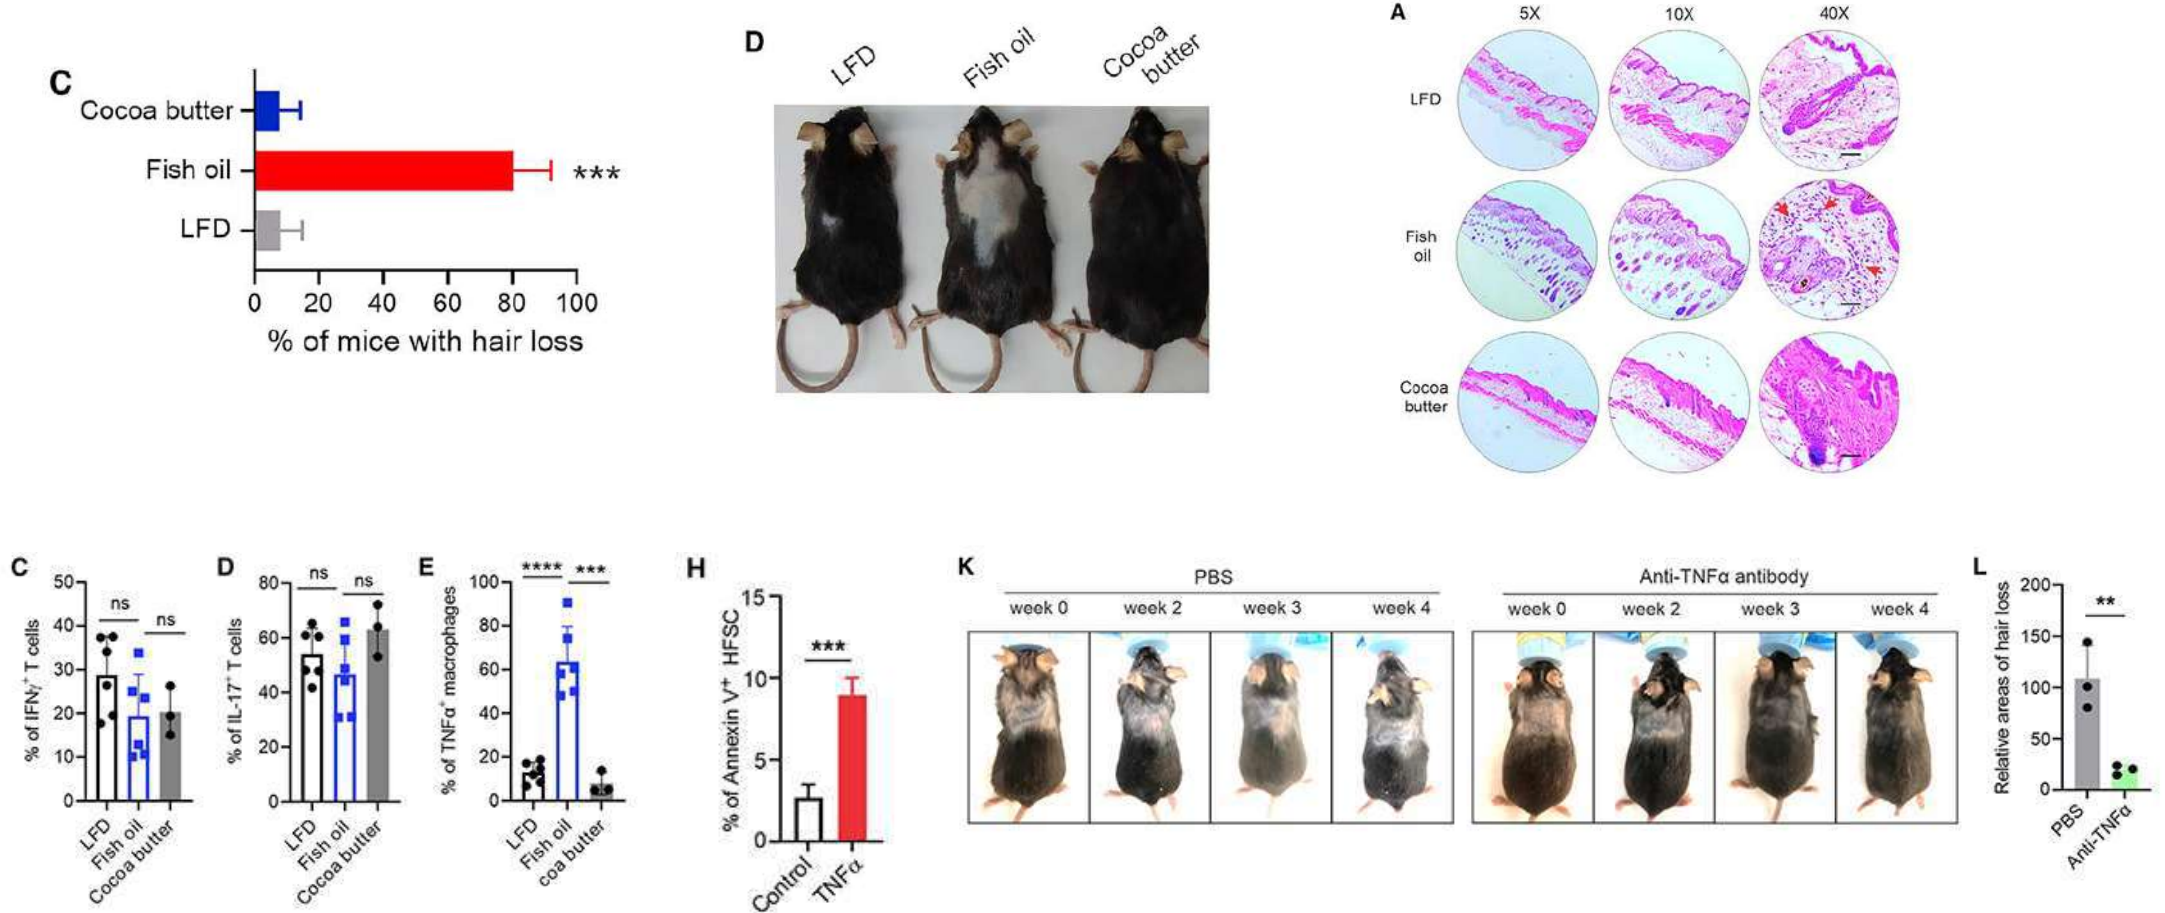 C
Cocoa butter
Fish oil
***
LFD
0 20 40 60 80 100
% of mice with hair loss
D
LFD
Fish oil
Cocoa
butter
A
5X 10X 40X
LFD
Fish
oil
Cocoa
butter
C
% of IFNγ+ T cells
50
40
30
20
10
0
ns
ns
LFD
Fish oil
Cocoa butter
D
% of IL-17+ T cells
80
60
40
20
0
ns
ns
LFD
Fish oil
Cocoa butter
E
% of TNFα+ macrophages
100
80
60
40
20
0
****
***
LFD
Fish oil
coa butter
H
% of Annexin V+ HFSC
15
10
5
0
***
Control
TNFα
K
PBS
week 0 week 2 week 3 week 4
Anti-TNFα antibody
week 0 week 2 week 3 week 4
L
Relative areas of hair loss
200
150
100
50
0
**
PBS
Anti-TNFα